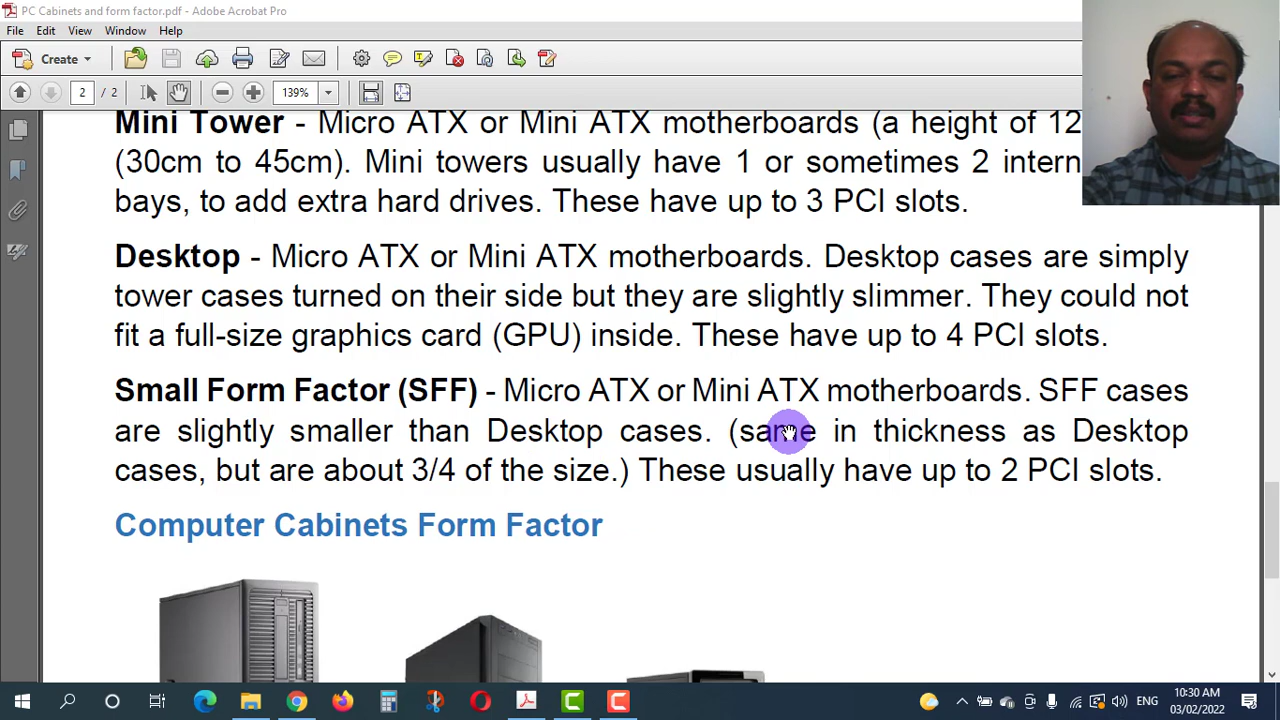 PC Cabinets and form factor.pdf - Adobe Acrobat Pro
File Edit View Window Help
Create
2 / 2 139%
Mini Tower - Micro ATX or Mini ATX motherboards (a height of 12
(30cm to 45cm). Mini towers usually have 1 or sometimes 2 intern
bays, to add extra hard drives. These have up to 3 PCI slots.
Desktop - Micro ATX or Mini ATX motherboards. Desktop cases are simply
tower cases turned on their side but they are slightly slimmer. They could not
fit a full-size graphics card (GPU) inside. These have up to 4 PCI slots.
Small Form Factor (SFF) - Micro ATX or Mini ATX motherboards. SFF cases
are slightly smaller than Desktop cases. (same in thickness as Desktop
cases, but are about 3/4 of the size.) These usually have up to 2 PCI slots.
Computer Cabinets Form Factor
ENG
10:30 AM
03/02/2022